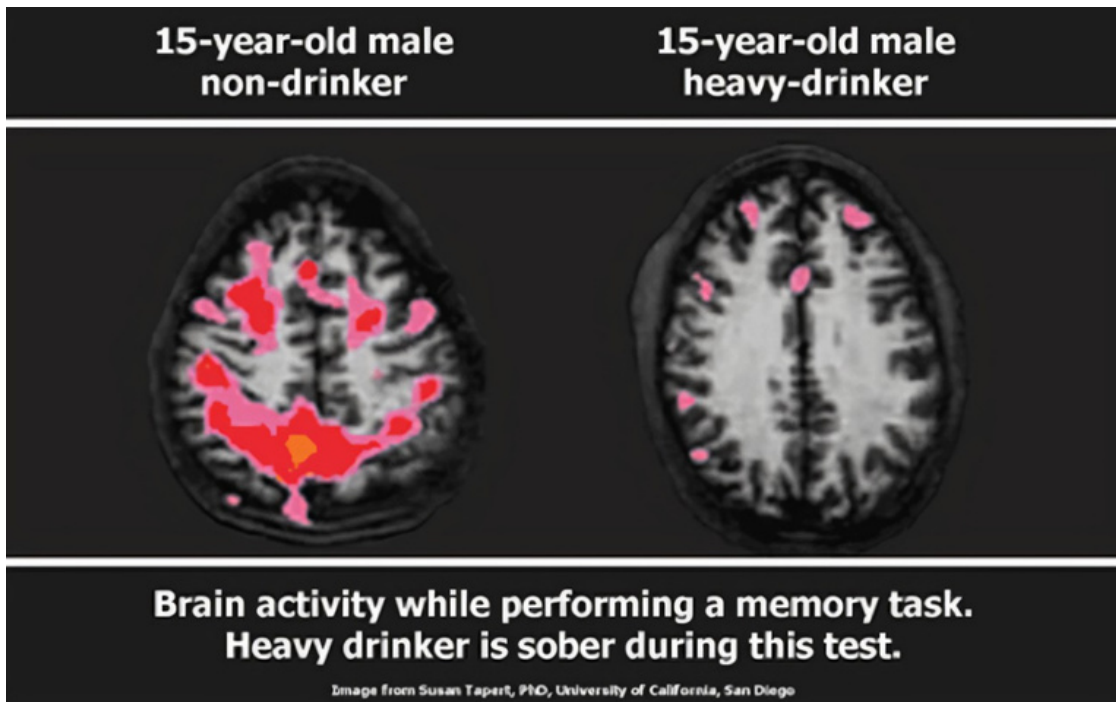 15-year-old male
non-drinker
15-year-old male
heavy-drinker
Brain activity while performing a memory task.
Heavy drinker is sober during this test.
Image from Susan Tapert, PhD, University of California, San Diego